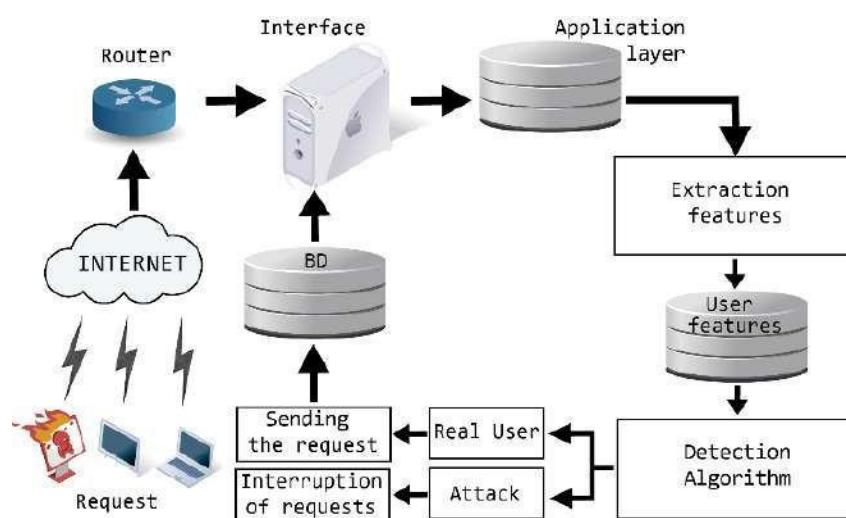 Interface
Application
layer
Router
Extraction
features
INTERNET
BD
User
features
Sending
the request
Real User
Detection
Algorithm
Interruption
of requests
Attack
Request